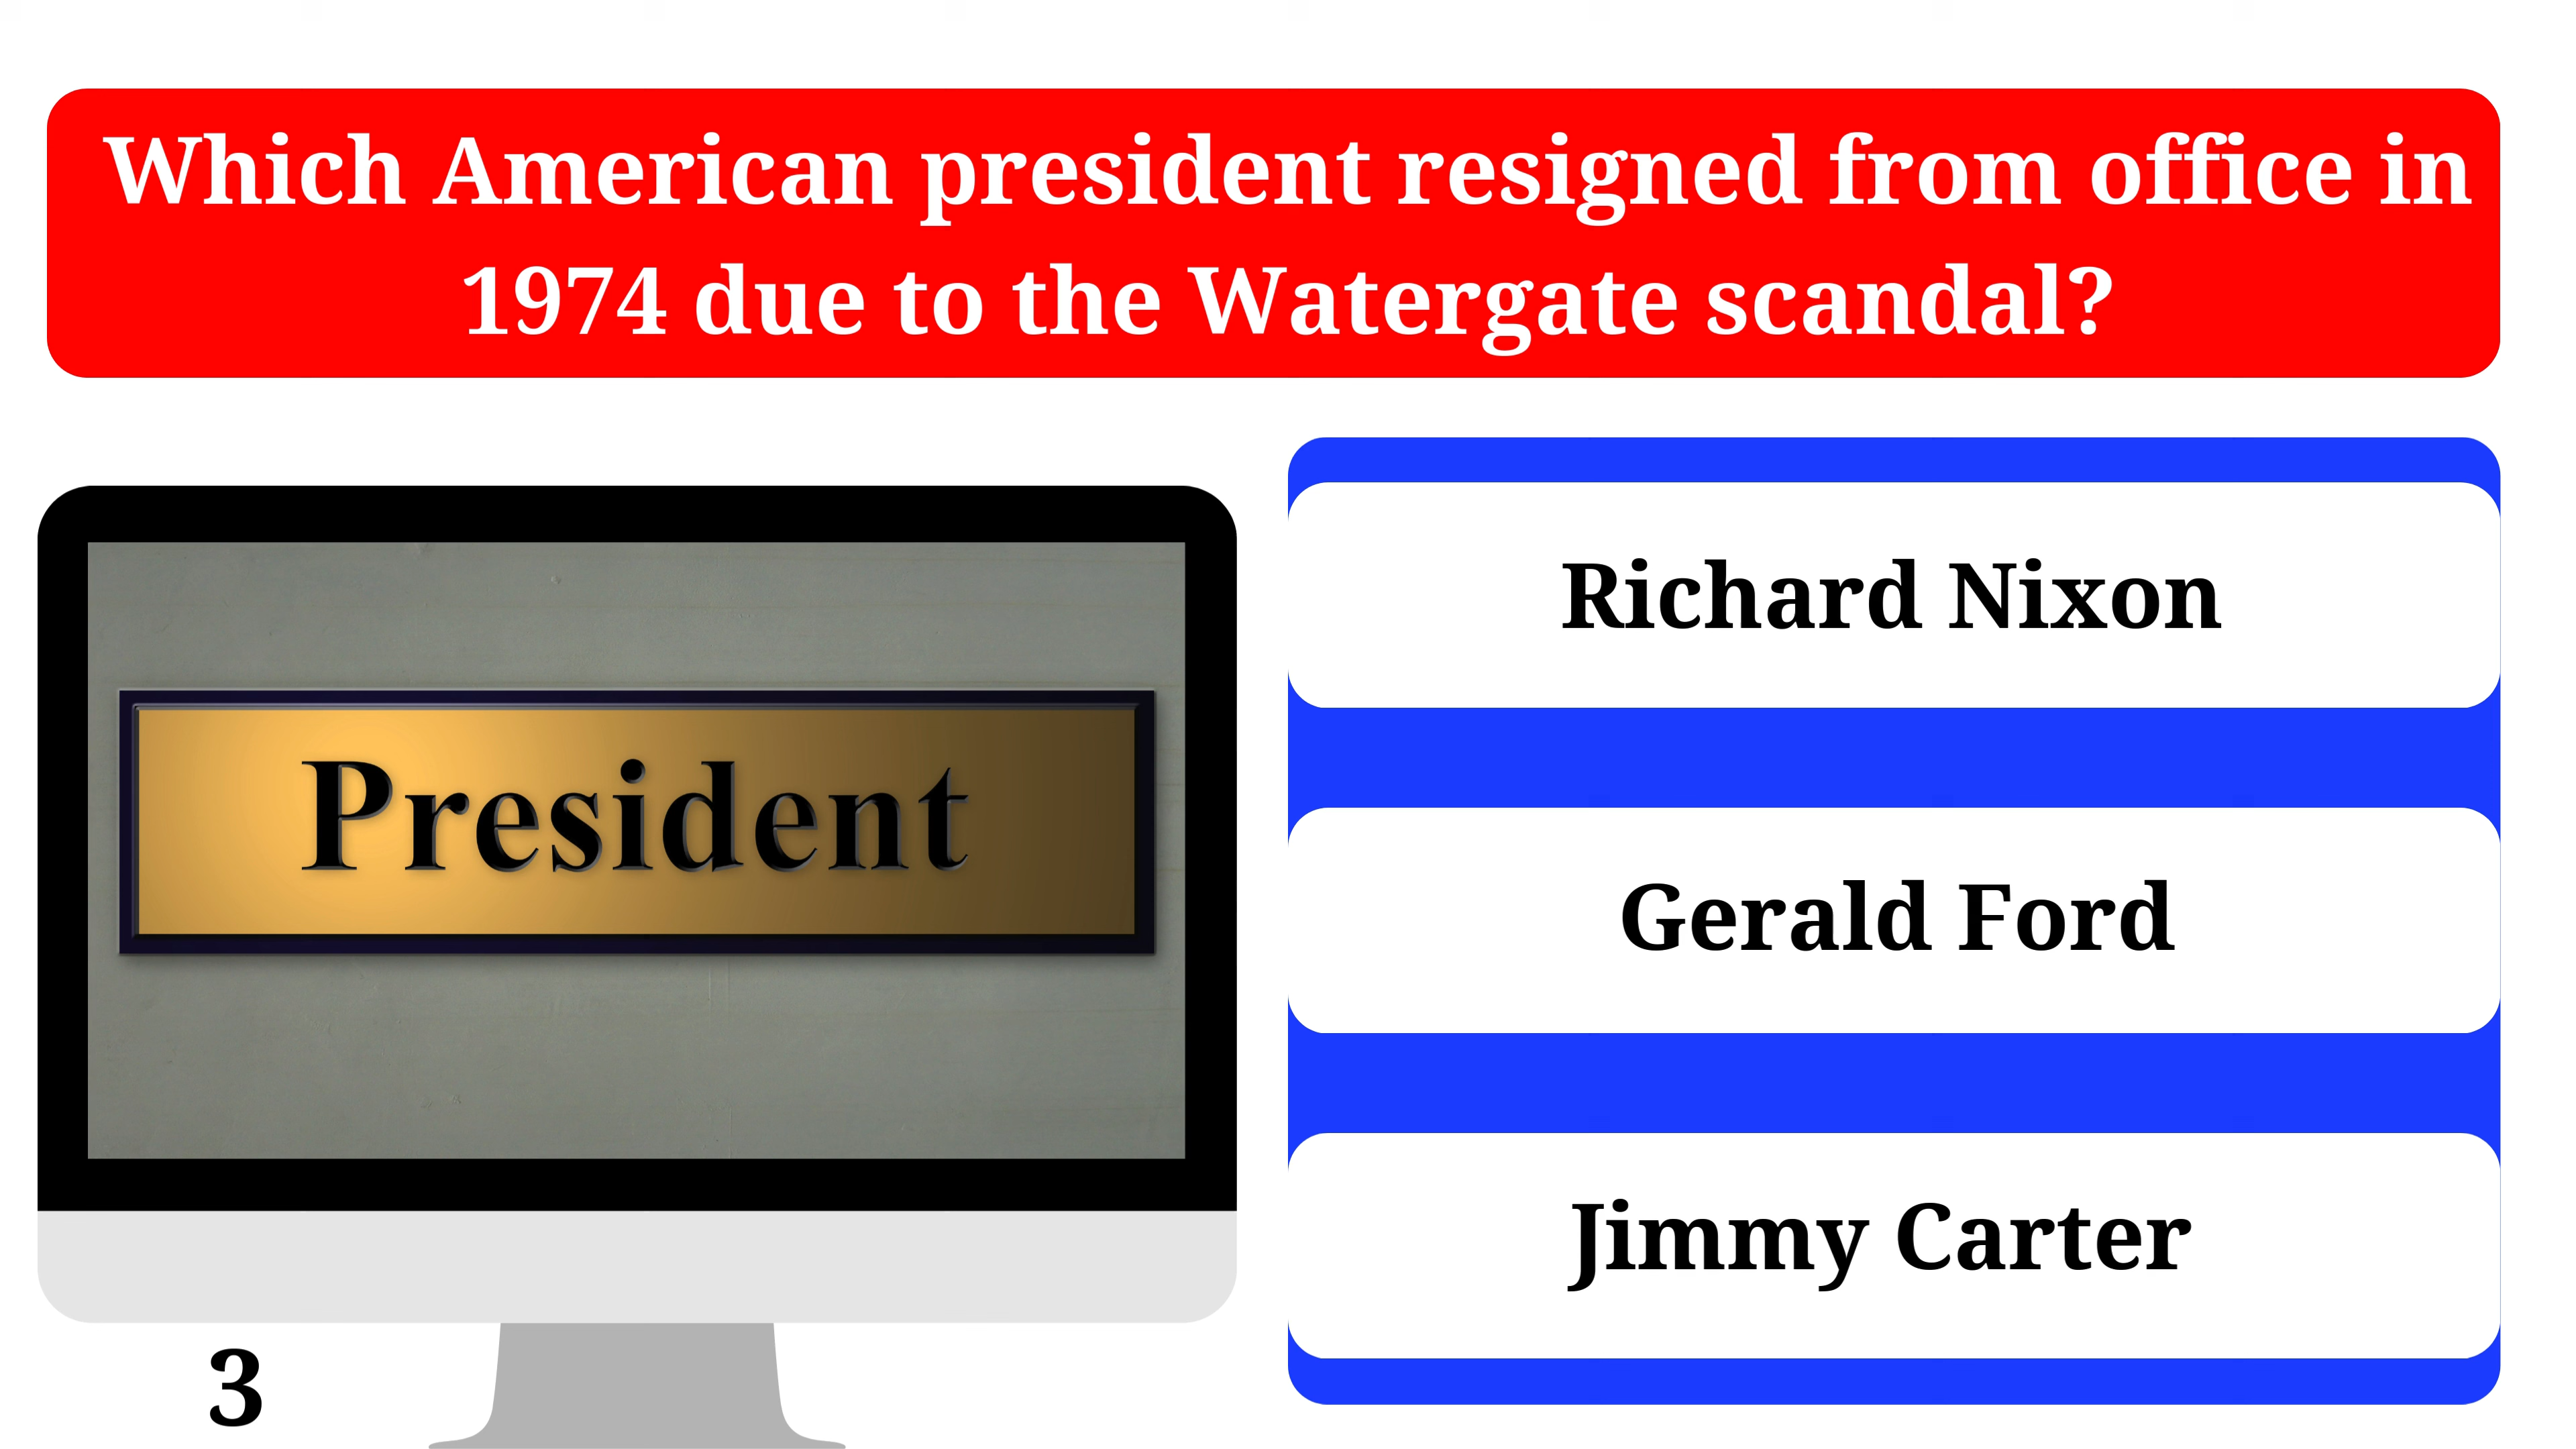 Which American president resigned from office in
1974 due to the Watergate scandal?
President
Richard Nixon
Gerald Ford
Jimmy Carter
3